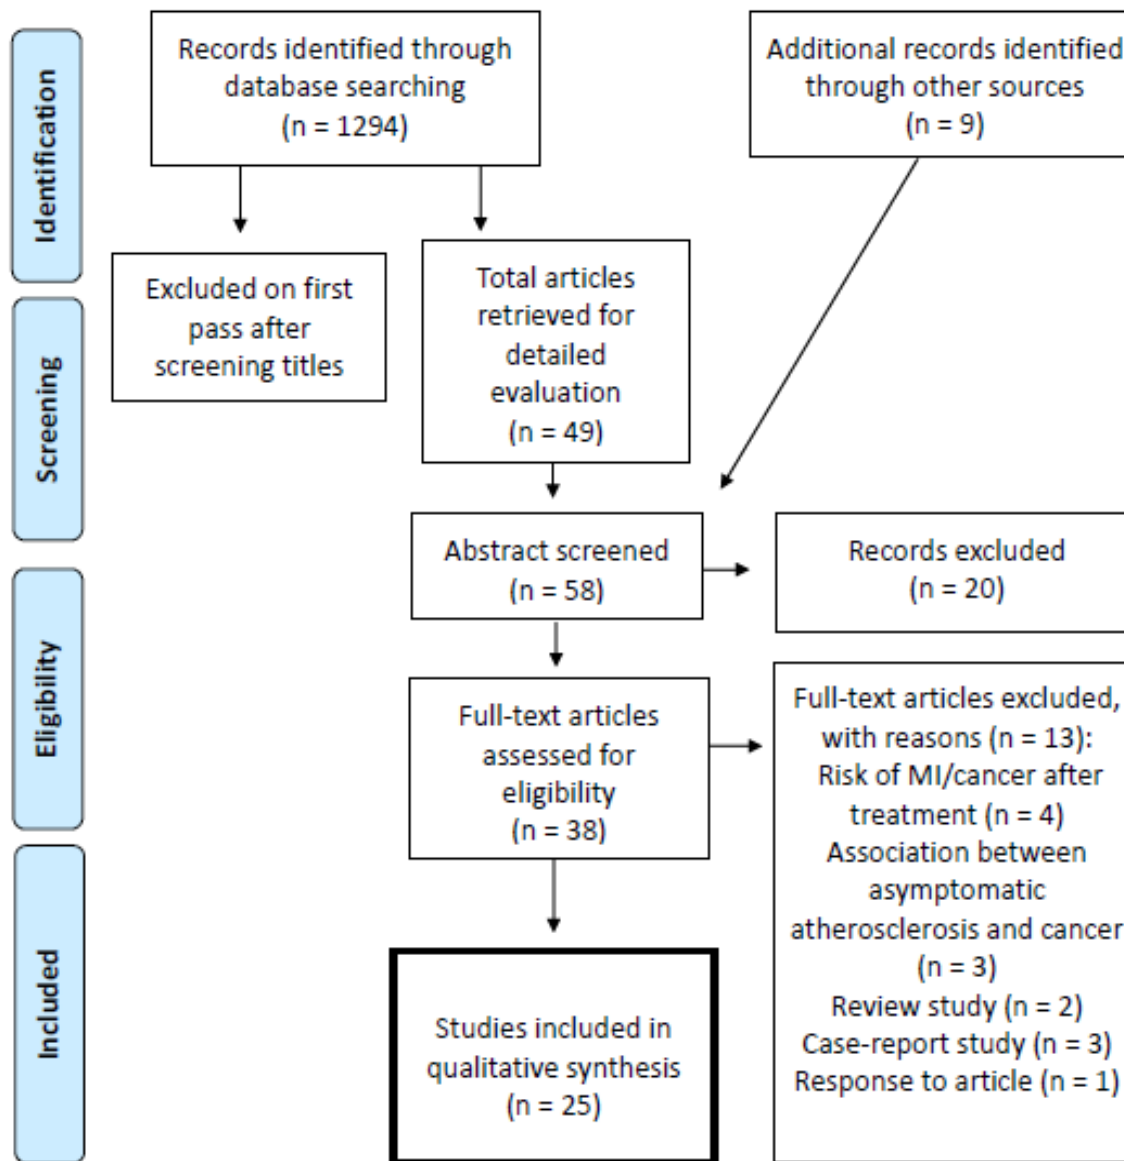 Identification
Records identified through
database searching
(n = 1294)
Additional records identified
through other sources
(n = 9)
Excluded on first
pass after
screening titles
Total articles
retrieved for
detailed
evaluation
(n = 49)
Screening
Abstract screened
(n = 58)
Records excluded
(n = 20)
Eligibility
Full-text articles
assessed for
eligibility
(n = 38)
Full-text articles excluded,
with reasons (n = 13):
Risk of MI/cancer after
treatment (n = 4)
Association between
asymptomatic
atherosclerosis and cancer
(n = 3)
Review study (n = 2)
Case-report study (n = 3)
Response to article (n = 1)
Included
Studies included in
qualitative synthesis
(n = 25)